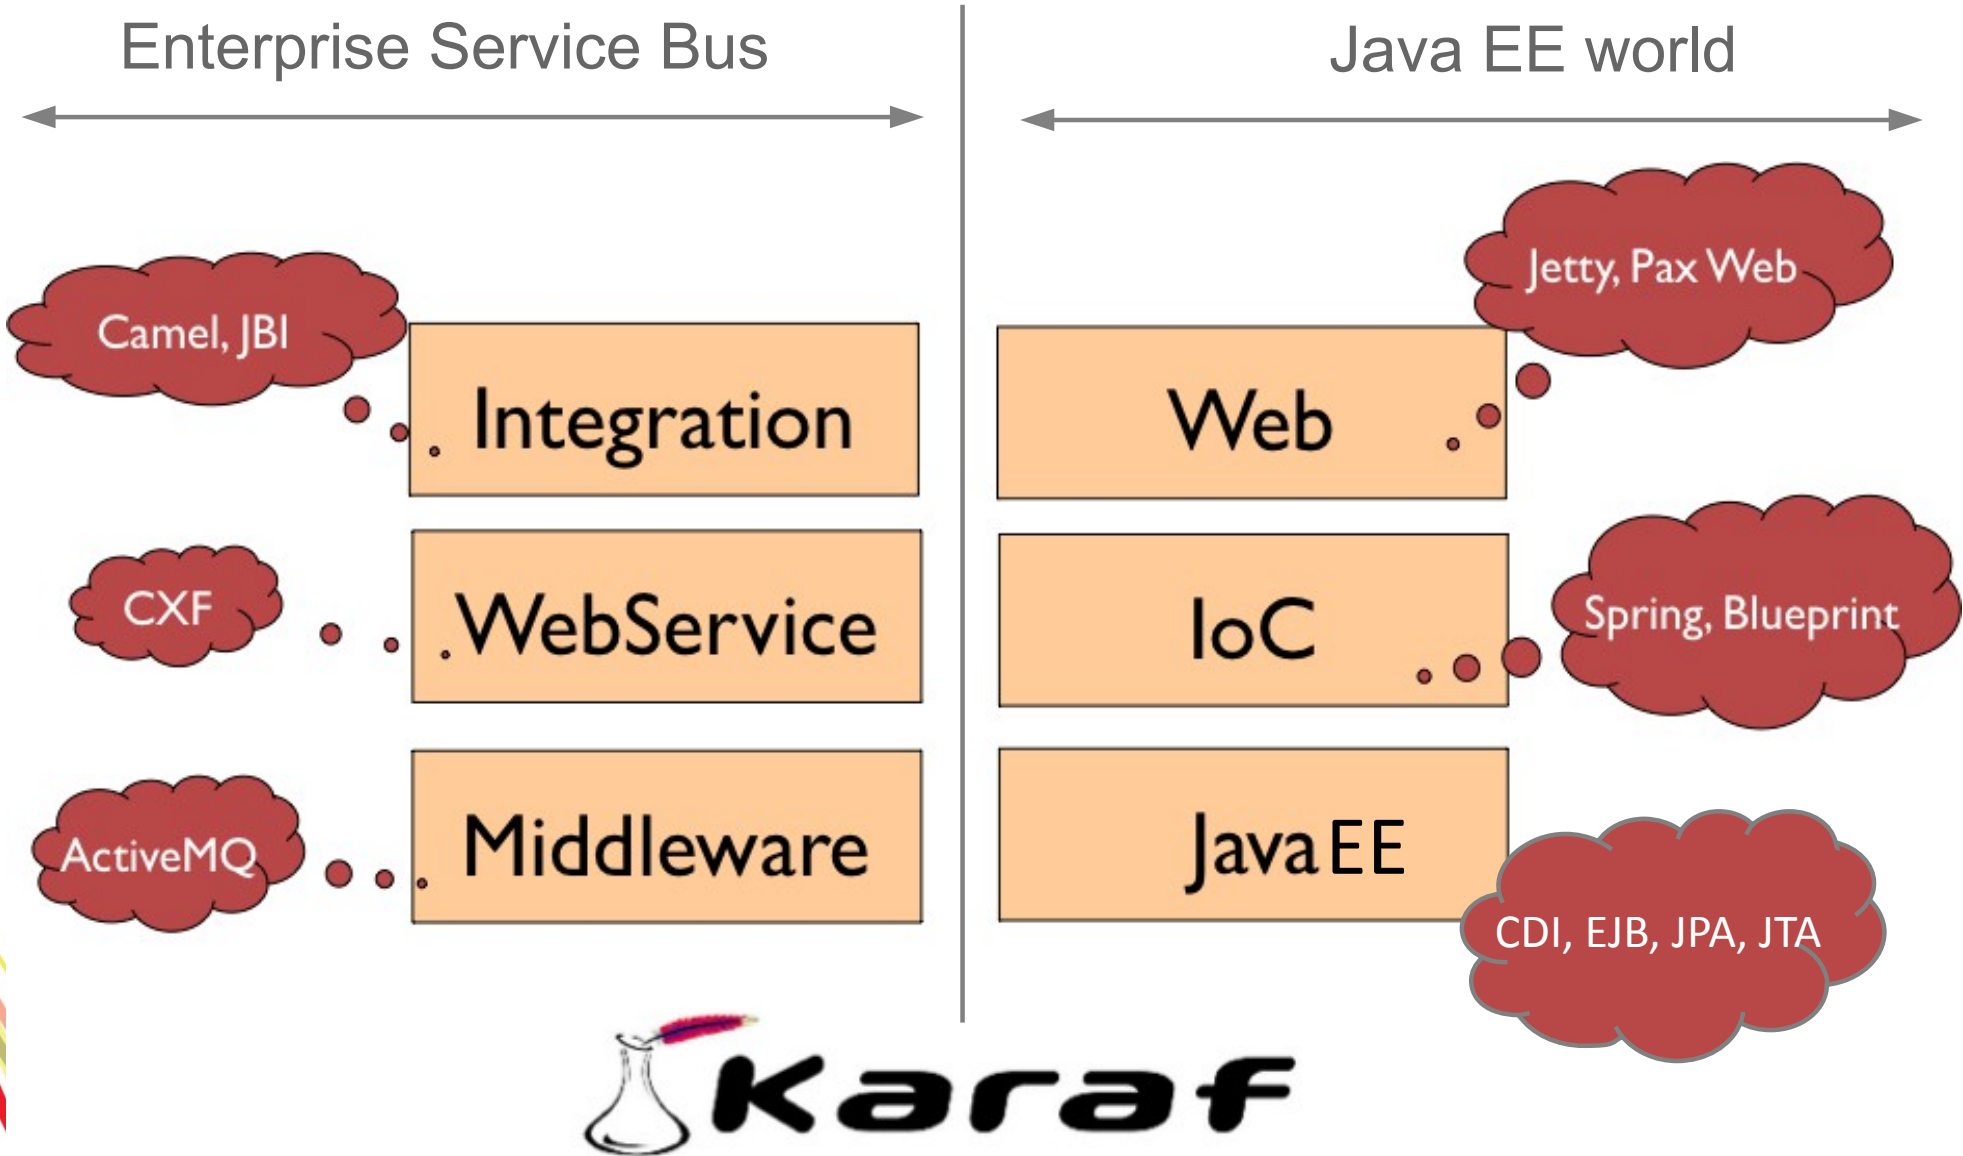 Enterprise Service Bus
Java EE world
Camel, JBI
Integration
CXF
WebService
ActiveMQ
Middleware
Jetty, Pax Web
Web
Spring, Blueprint
IoC
Java EE
CDI, EJB, JPA, JTA
Karaf